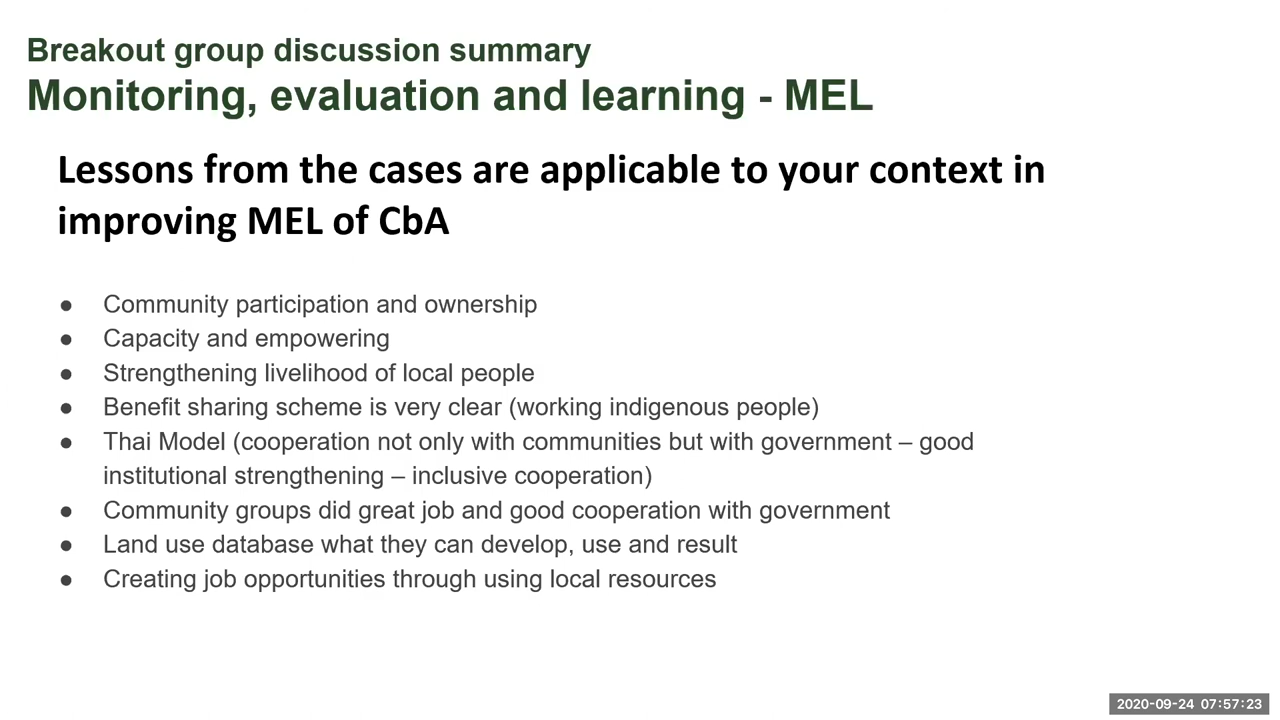 Breakout group discussion summary
Monitoring, evaluation and learning - MEL
Lessons from the cases are applicable to your context in
improving MEL of CbA
● Community participation and ownership
● Capacity and empowering
● Strengthening livelihood of local people
● Benefit sharing scheme is very clear (working indigenous people)
● Thai Model (cooperation not only with communities but with government – good
institutional strengthening – inclusive cooperation)
● Community groups did great job and good cooperation with government
● Land use database what they can develop, use and result
● Creating job opportunities through using local resources
2020-09-24 07:57:23